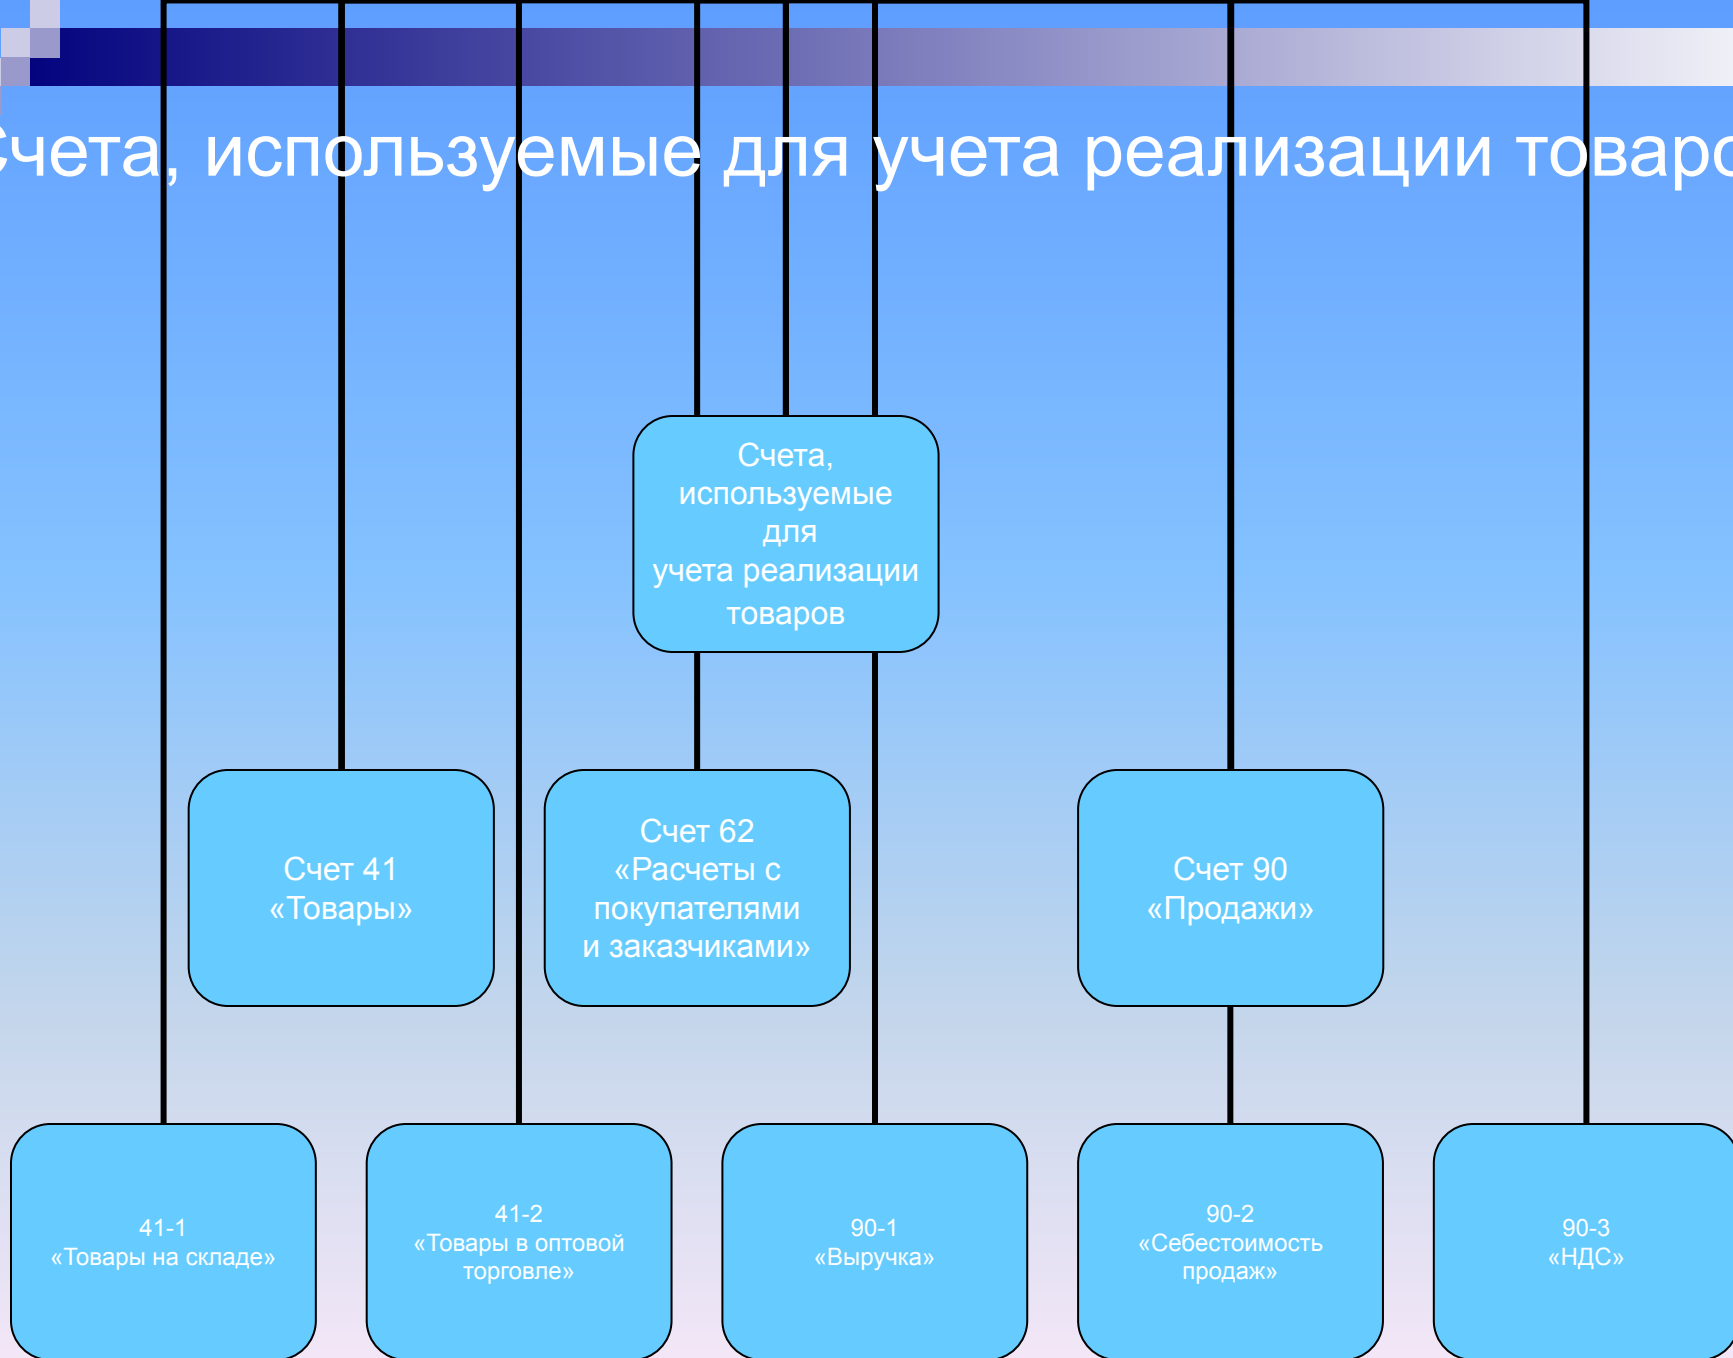 Счета, используемые для учета реализации
Счета,
используемые
для
учета реализации
товаров
Счет 41
«Товары»
Счет 62
«Расчеты с
покупателями
и заказчиками»
Счет 90
«Продажи»
41-1
«Товары на складе»
41-2
«Товары в оптовой
торговле»
90-1
«Выручка»
90-2
«Себестоимость
продаж»
90-3
«НДС»